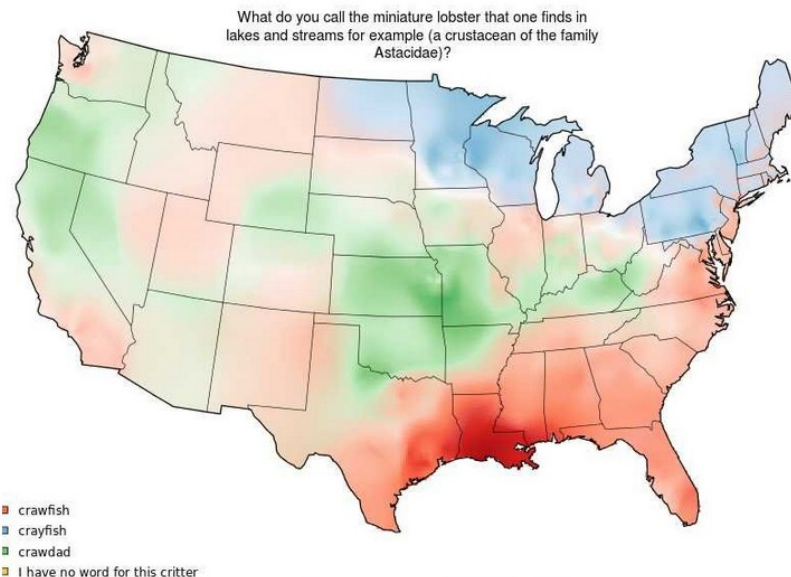 What do you call the miniature lobster that one finds in
lakes and streams for example (a crustacean of the family
Astacidae)?
crawfish
crayfish
crawdad
I have no word for this critter